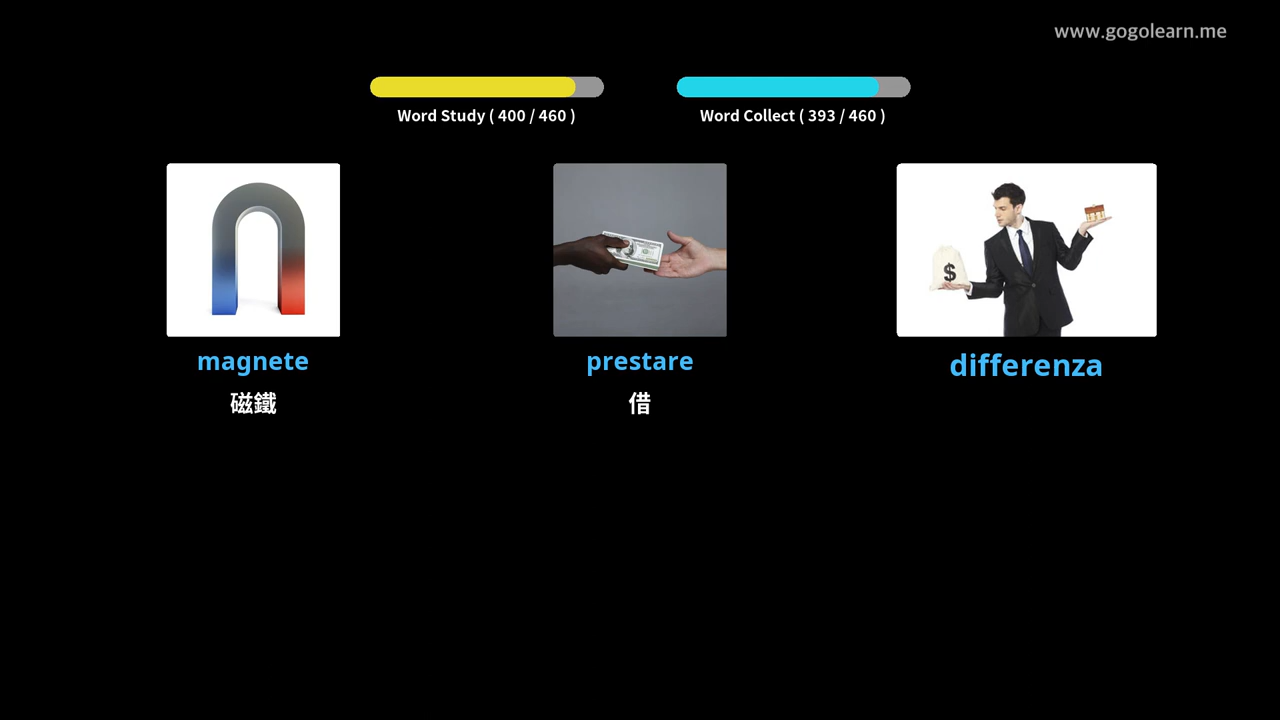 www.gogolearn.me
Word Study ( 400 / 460 )
Word Collect ( 393 / 460 )
$
magnete
prestare
differenza
磁鐵
借